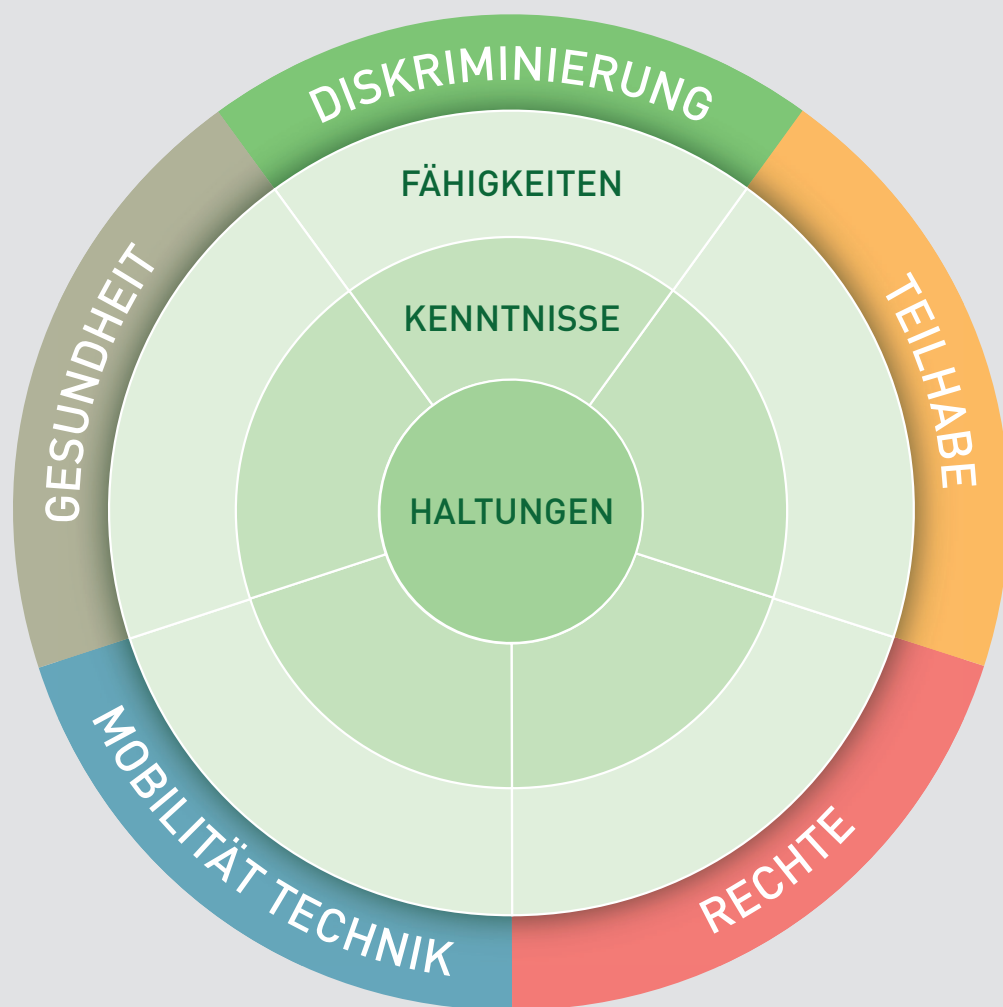 DISKRIMINIERUNG
FÄHIGKEITEN
KENNTNISSE
HALTUNGEN
GESUNDHEIT
TEILHABE
MOBILITÄT TECHNIK
RECHTE